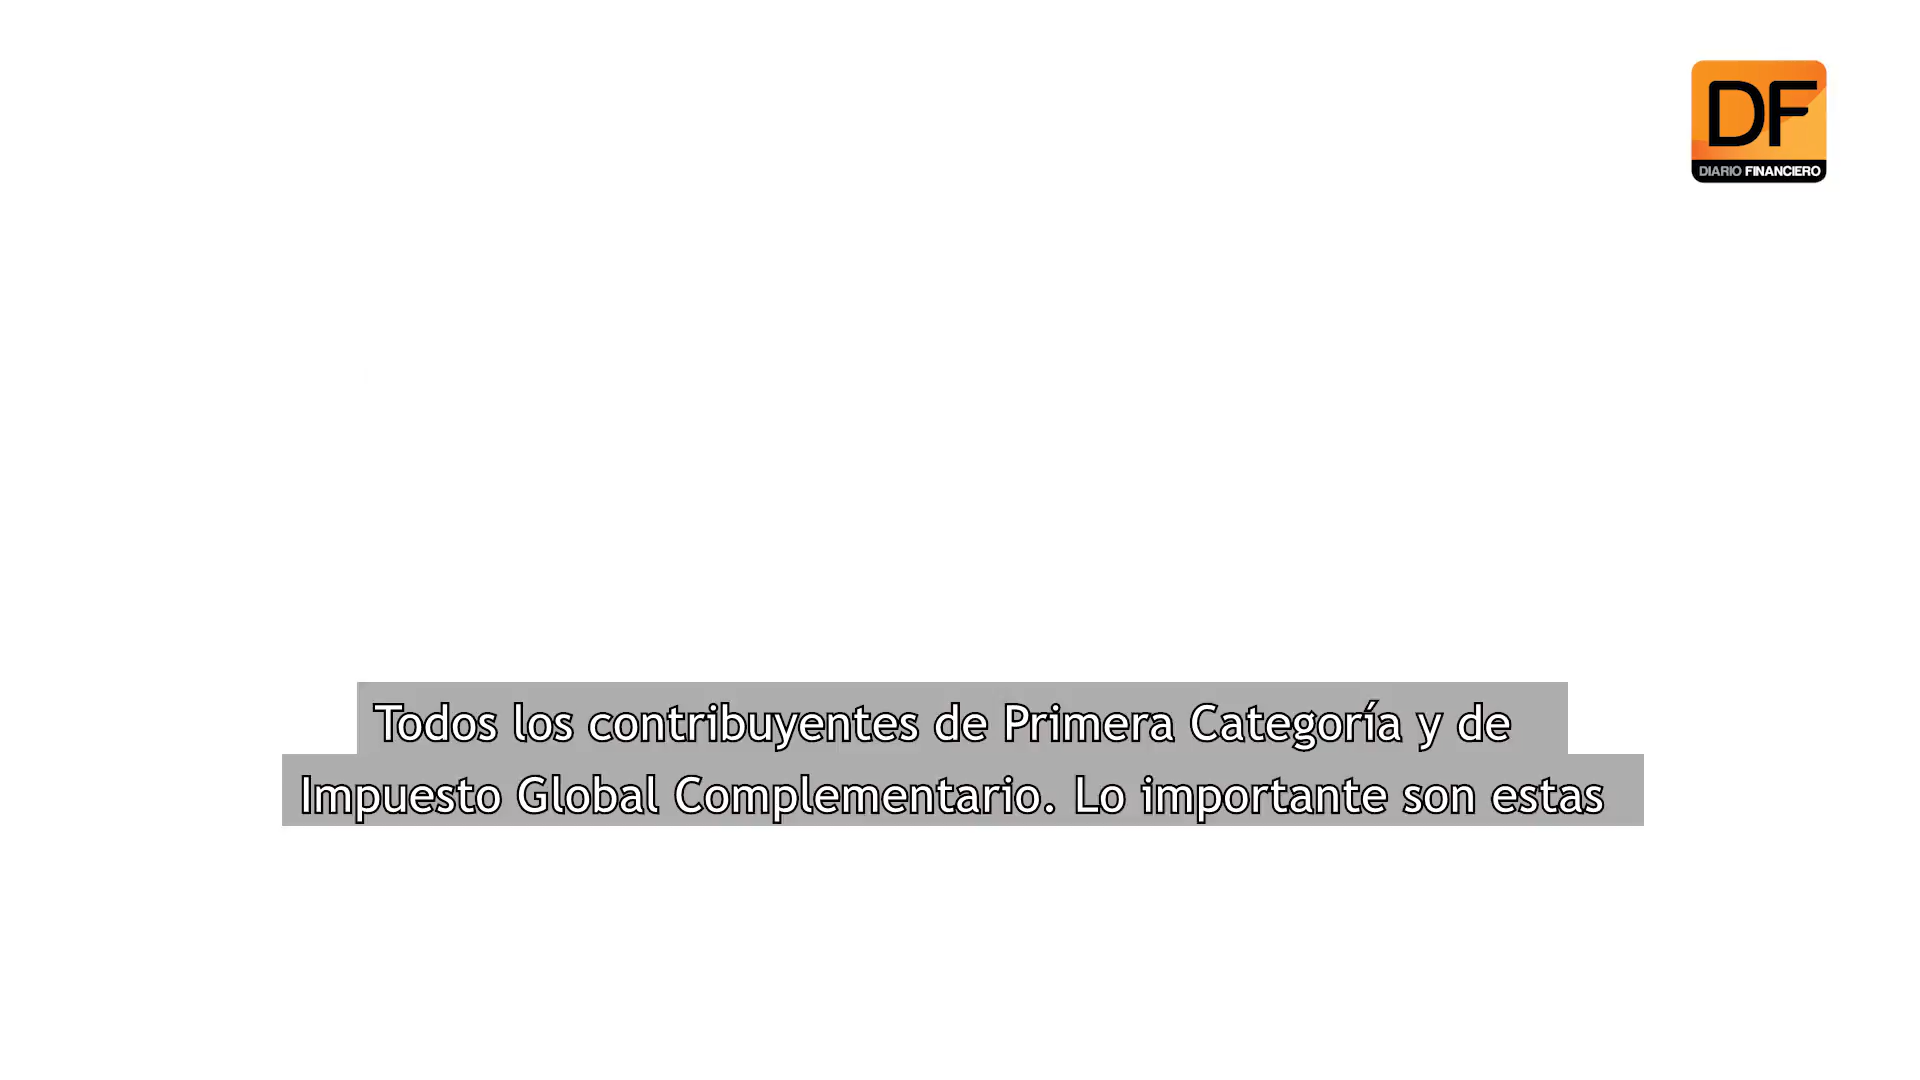 DF
DIARIO FINANCIERO
Todos los contribuyentes de Primera Categoría y de
Impuesto Global Complementario. Lo importante son estas